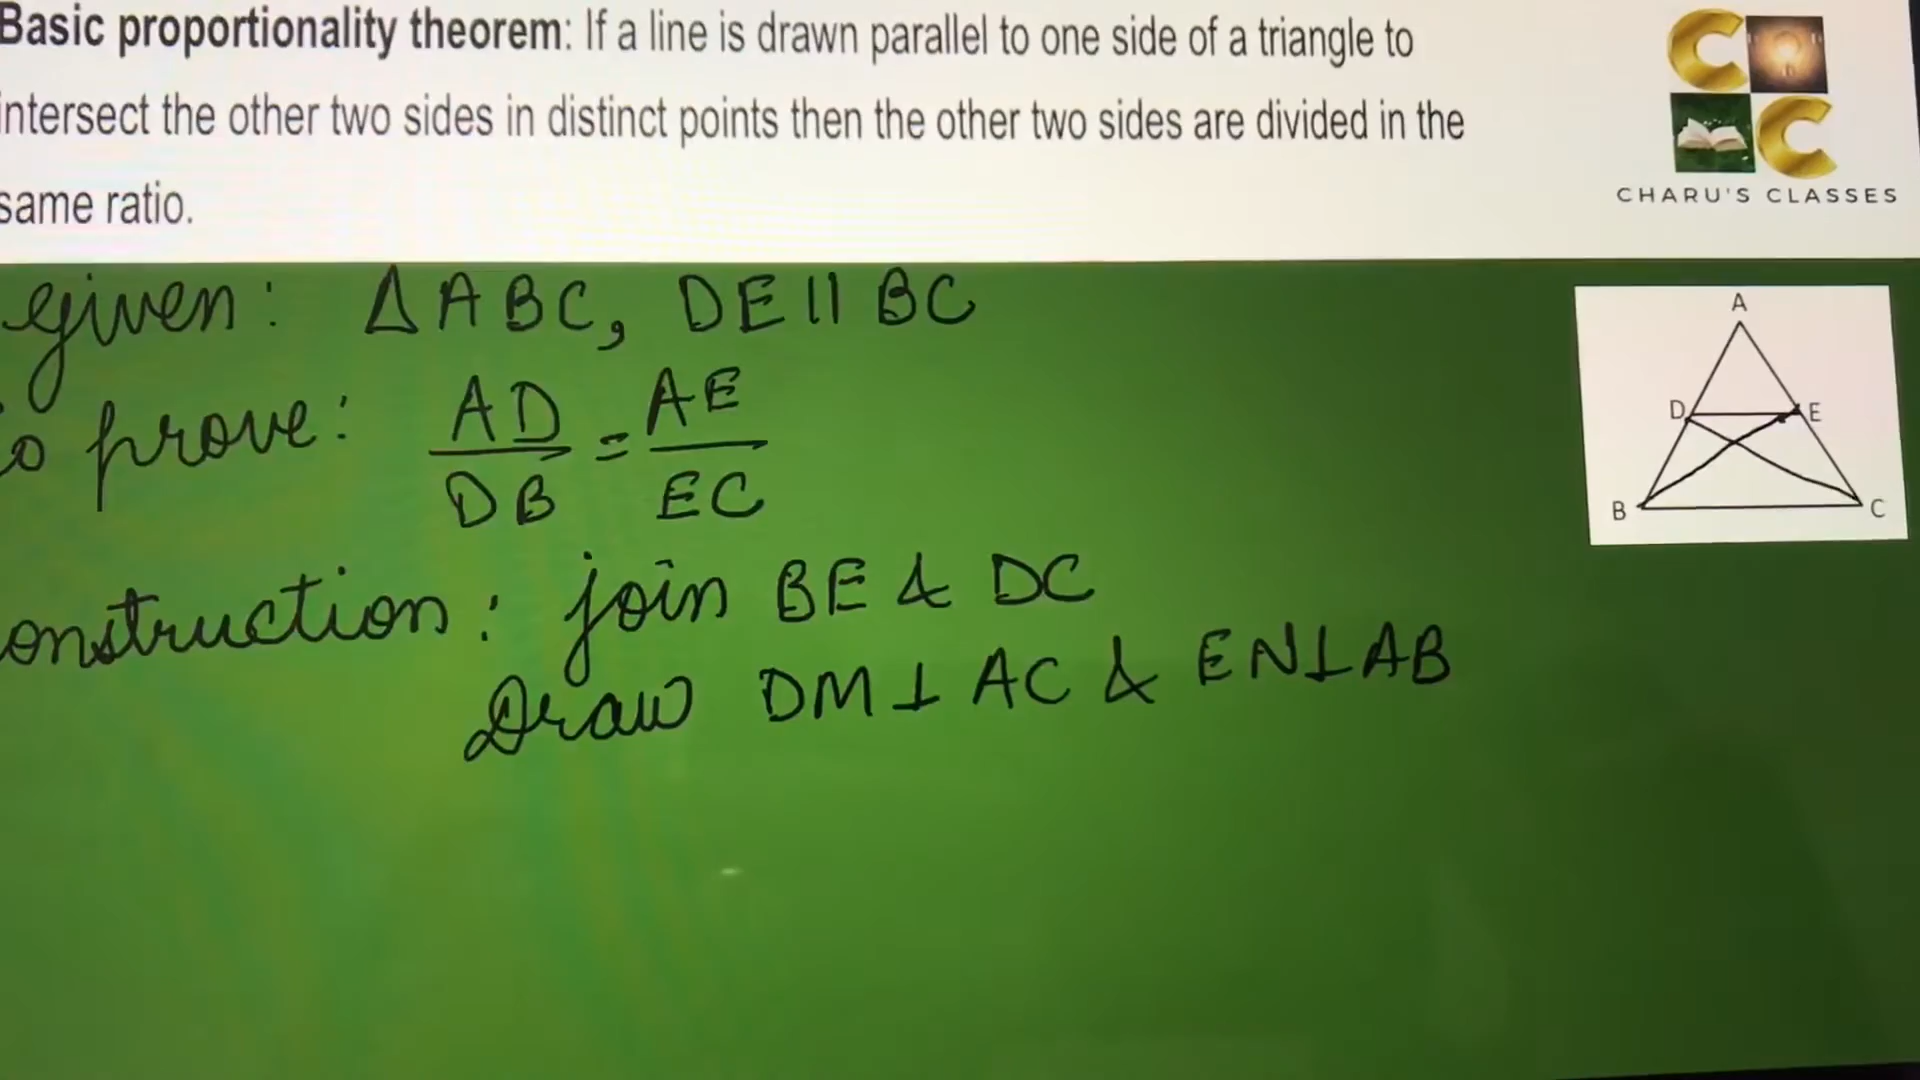 Basic proportionality theorem: If a line is drawn parallel to one side of a triangle to
intersect the other two sides in distinct points then the other two sides are divided in the
same ratio.
CHARU'S CLASSES
given: ΔABC, DE || BC
o prove: AD/DB = AE/EC
onstruction: join BE & DC
Draw DM ⊥ AC & EN ⊥ AB
A
D E
B C